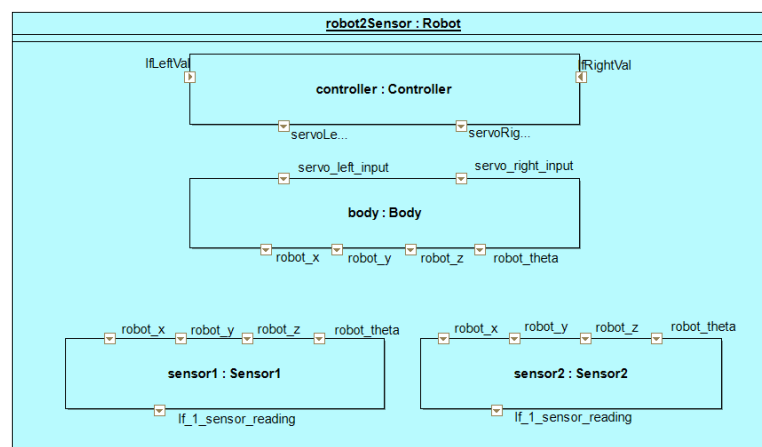 robot2Sensor : Robot
lfLeftVal
lfRightVal
controller : Controller
servoLe...
servoRig...
servo_left_input
servo_right_input
body : Body
robot_x
robot_y
robot_z
robot_theta
robot_x
robot_y
robot_z
robot_theta
robot_x
robot_y
robot_z
robot_theta
sensor1 : Sensor1
sensor2 : Sensor2
lf_1_sensor_reading
lf_1_sensor_reading